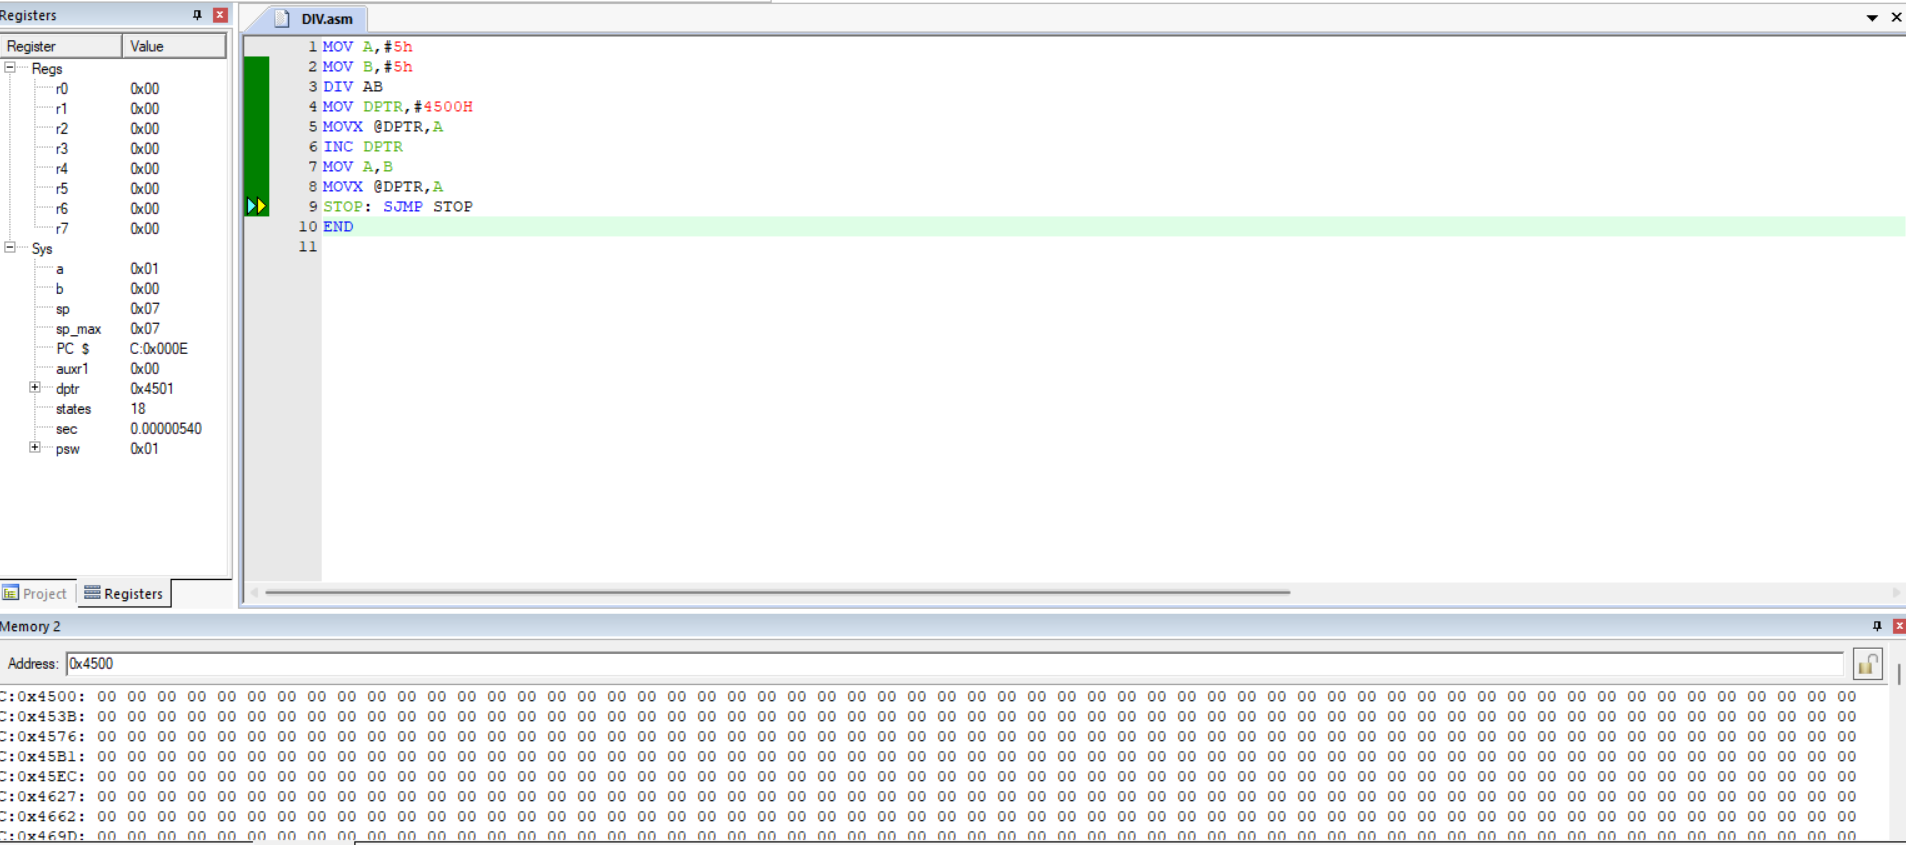 Registers
Register Value
Regs
r0 0x00
r1 0x00
r2 0x00
r3 0x00
r4 0x00
r5 0x00
r6 0x00
r7 0x00
Sys
a 0x01
b 0x00
sp 0x07
sp_max 0x07
PC $ C:0x000E
auxr1 0x00
dptr 0x4501
states 18
sec 0.00000540
psw 0x01
Project Registers
DIV.asm
1 MOV A,#5h
2 MOV B,#5h
3 DIV AB
4 MOV DPTR,#4500H
5 MOVX @DPTR,A
6 INC DPTR
7 MOV A,B
8 MOVX @DPTR,A
9 STOP: SJMP STOP
10 END
11
Memory 2
Address: 0x4500
C:0x4500: 00 00 00 00 00 00 00 00 00 00 00 00 00 00 00 00 00 00 00 00 00 00 00 00 00 00 00 00 00 00 00 00 00 00 00 00 00 00 00 00 00 00 00 00 00 00 00 00 00 00 00 00 00 00 00 00 00 00 00
C:0x453B: 00 00 00 00 00 00 00 00 00 00 00 00 00 00 00 00 00 00 00 00 00 00 00 00 00 00 00 00 00 00 00 00 00 00 00 00 00 00 00 00 00 00 00 00 00 00 00 00 00 00 00 00 00 00 00 00 00 00 00
C:0x4576: 00 00 00 00 00 00 00 00 00 00 00 00 00 00 00 00 00 00 00 00 00 00 00 00 00 00 00 00 00 00 00 00 00 00 00 00 00 00 00 00 00 00 00 00 00 00 00 00 00 00 00 00 00 00 00 00 00 00 00
C:0x45B1: 00 00 00 00 00 00 00 00 00 00 00 00 00 00 00 00 00 00 00 00 00 00 00 00 00 00 00 00 00 00 00 00 00 00 00 00 00 00 00 00 00 00 00 00 00 00 00 00 00 00 00 00 00 00 00 00 00 00 00
C:0x45EC: 00 00 00 00 00 00 00 00 00 00 00 00 00 00 00 00 00 00 00 00 00 00 00 00 00 00 00 00 00 00 00 00 00 00 00 00 00 00 00 00 00 00 00 00 00 00 00 00 00 00 00 00 00 00 00 00 00 00 00
C:0x4627: 00 00 00 00 00 00 00 00 00 00 00 00 00 00 00 00 00 00 00 00 00 00 00 00 00 00 00 00 00 00 00 00 00 00 00 00 00 00 00 00 00 00 00 00 00 00 00 00 00 00 00 00 00 00 00 00 00 00 00
C:0x4662: 00 00 00 00 00 00 00 00 00 00 00 00 00 00 00 00 00 00 00 00 00 00 00 00 00 00 00 00 00 00 00 00 00 00 00 00 00 00 00 00 00 00 00 00 00 00 00 00 00 00 00 00 00 00 00 00 00 00 00
C:0x469D: 00 00 00 00 00 00 00 00 00 00 00 00 00 00 00 00 00 00 00 00 00 00 00 00 00 00 00 00 00 00 00 00 00 00 00 00 00 00 00 00 00 00 00 00 00 00 00 00 00 00 00 00 00 00 00 00 00 00 00